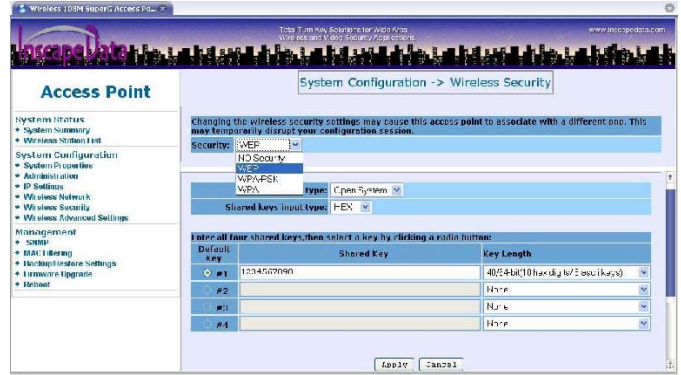 Wireless 108M SuperG Access Po...
Total Turn Key Solutions for Wide Area
Wireless and Video Security Applications
www.inscapedata.com
InscapeData
Access Point
System Configuration -> Wireless Security
System Status
System Summary
Wireless Station List
System Configuration
System Properties
Administration
IP Settings
Wireless Network
Wireless Security
Wireless Advanced Settings
Management
SNMP
MAC Filtering
Backup/Restore Settings
Firmware Upgrade
Reboot
Changing the wireless security settings may cause this access point to associate with a different one. This
may temporarily disrupt your configuration session.
Security: WEP
NO Security
WEP
WPA-PSK
WPA
type: Open System
Shared keys input type: HEX
Enter all four shared keys,then select a key by clicking a radio button:
Default Key Shared Key Key Length
#1 1234567890 40/64-bit(10 hex digits/5 ascii keys)
#2 None
#3 None
#4 None
Apply Cancel